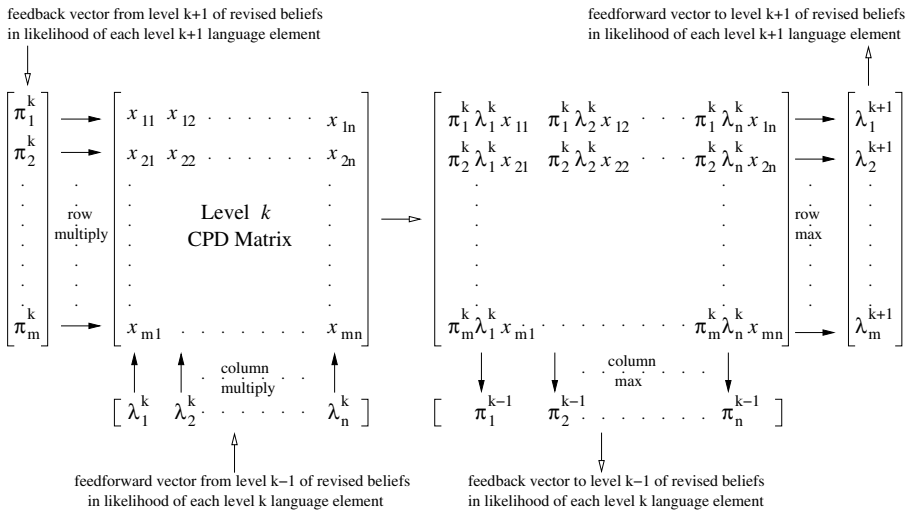 feedback vector from level k+1 of revised beliefs
in likelihood of each level k+1 language element
feedforward vector to level k+1 of revised beliefs
in likelihood of each level k+1 language element
π₁ᵏ x₁₁ x₁₂ . . . . . . x₁ₙ π₁ᵏλ₁ᵏx₁₁ π₁ᵏλ₂ᵏx₁₂ . . . π₁ᵏλₙᵏx₁ₙ λ₁ᵏ⁺¹
π₂ᵏ x₂₁ x₂₂ . . . . . . x₂ₙ π₂ᵏλ₁ᵏx₂₁ π₂ᵏλ₂ᵏx₂₂ . . . π₂ᵏλₙᵏx₂ₙ λ₂ᵏ⁺¹
row
multiply
Level k
CPD Matrix
row
max
πₘᵏ xₘ₁ . . . . . . . xₘₙ πₘᵏλ₁ᵏxₘ₁ . . . . . . . . πₘᵏλₙᵏxₘₙ λₘᵏ⁺¹
column
multiply
column
max
[ λ₁ᵏ λ₂ᵏ . . . . . . λₙᵏ ] [ π₁ᵏ⁻¹ π₂ᵏ⁻¹ . . . . . . . πₙᵏ⁻¹ ]
feedforward vector from level k−1 of revised beliefs
in likelihood of each level k language element
feedback vector to level k−1 of revised beliefs
in likelihood of each level k language element